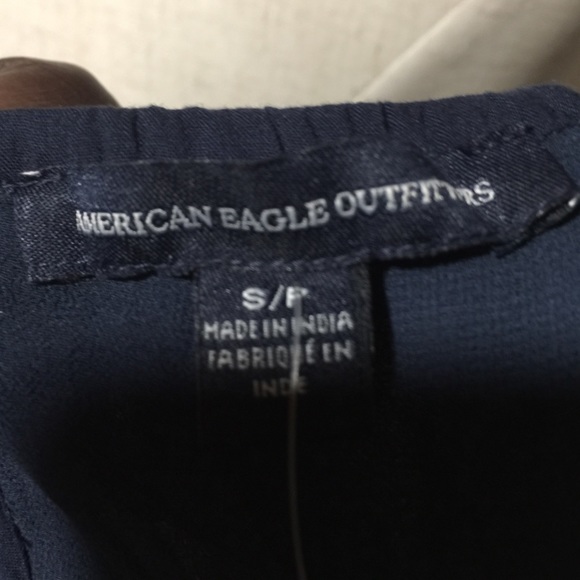 AMERICAN EAGLE OUTFITTERS
S/P
MADE IN INDIA
FABRIQUÉ EN
INDE